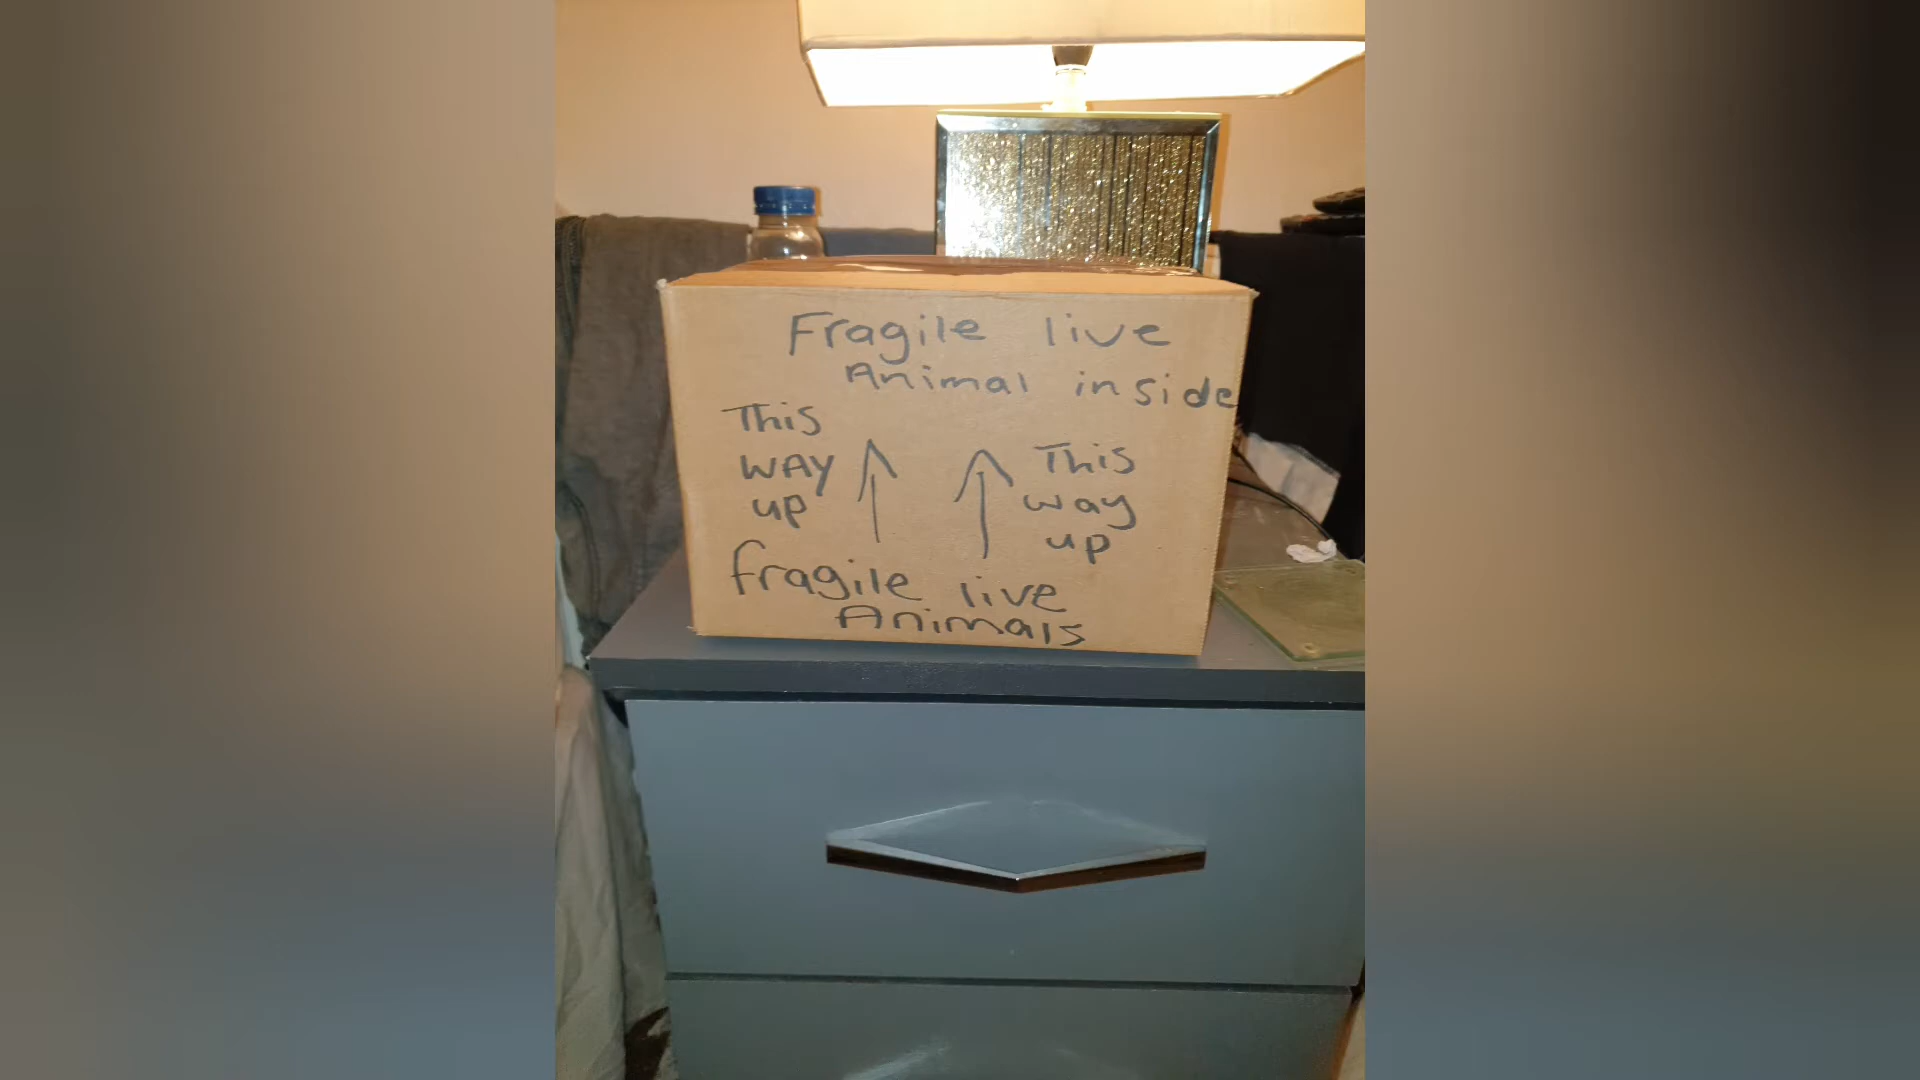 Fragile live
Animal inside
This
WAY
up
This
way
up
fragile live
Animals